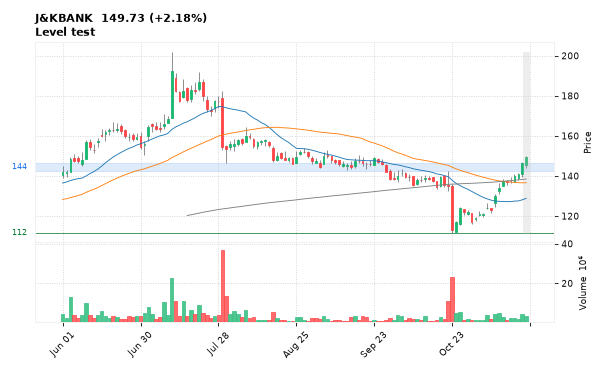 J&KBANK 149.73 (+2.18%)
Level test
200
180
160
144
140
120
112
Price
40
20
Volume 10⁶
Jun 01
Jun 30
Jul 28
Aug 25
Sep 23
Oct 23